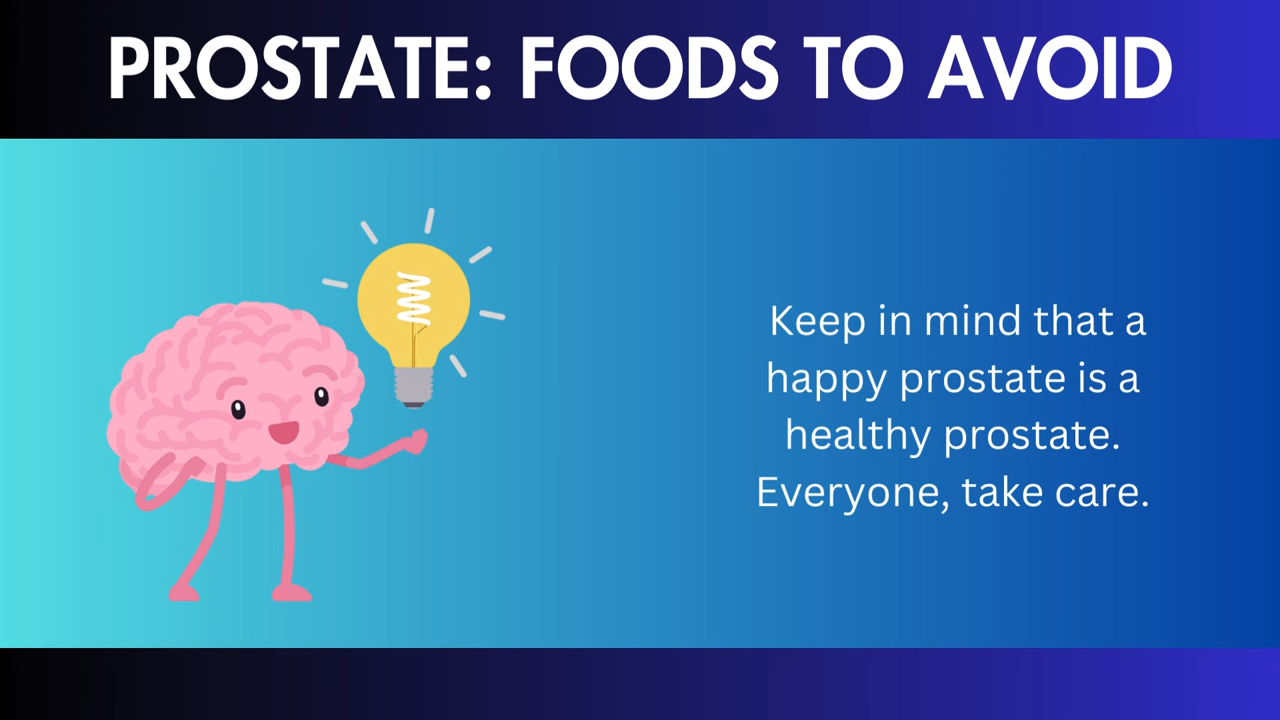 PROSTATE: FOODS TO AVOID
Keep in mind that a
happy prostate is a
healthy prostate.
Everyone, take care.